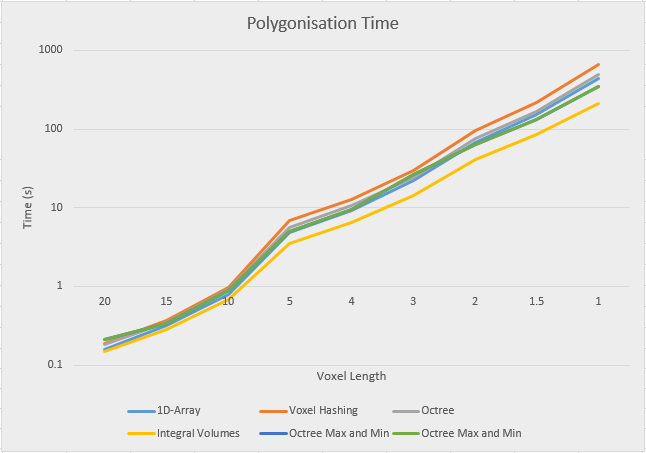 Polygonisation Time
1000
100
10
1
0.1
Time (s)
20 15 10 5 4 3 2 1.5 1
Voxel Length
1D-Array Voxel Hashing Octree
Integral Volumes Octree Max and Min Octree Max and Min